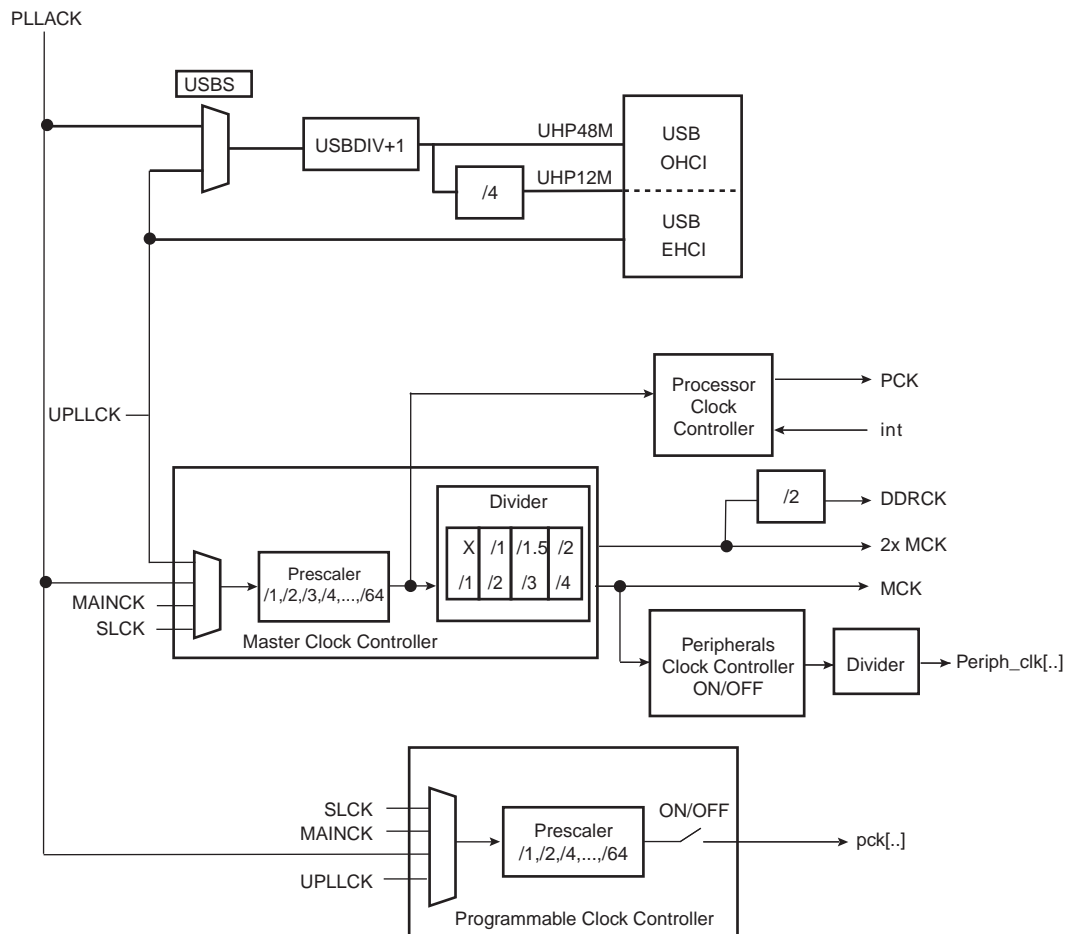 PLLACK
USBS
USBDIV+1
UHP48M
USB
OHCI
/4
UHP12M
USB
EHCI
UPLLCK
Processor
Clock
Controller
PCK
int
/2
DDRCK
2x MCK
MCK
Divider
X /1 /1.5 /2
/1 /2 /3 /4
Prescaler
/1,/2,/3,/4,...,/64
MAINCK
SLCK
Master Clock Controller
Peripherals
Clock Controller
ON/OFF
Divider
Periph_clk[..]
SLCK
MAINCK
UPLLCK
Prescaler
/1,/2,/4,...,/64
ON/OFF
pck[..]
Programmable Clock Controller